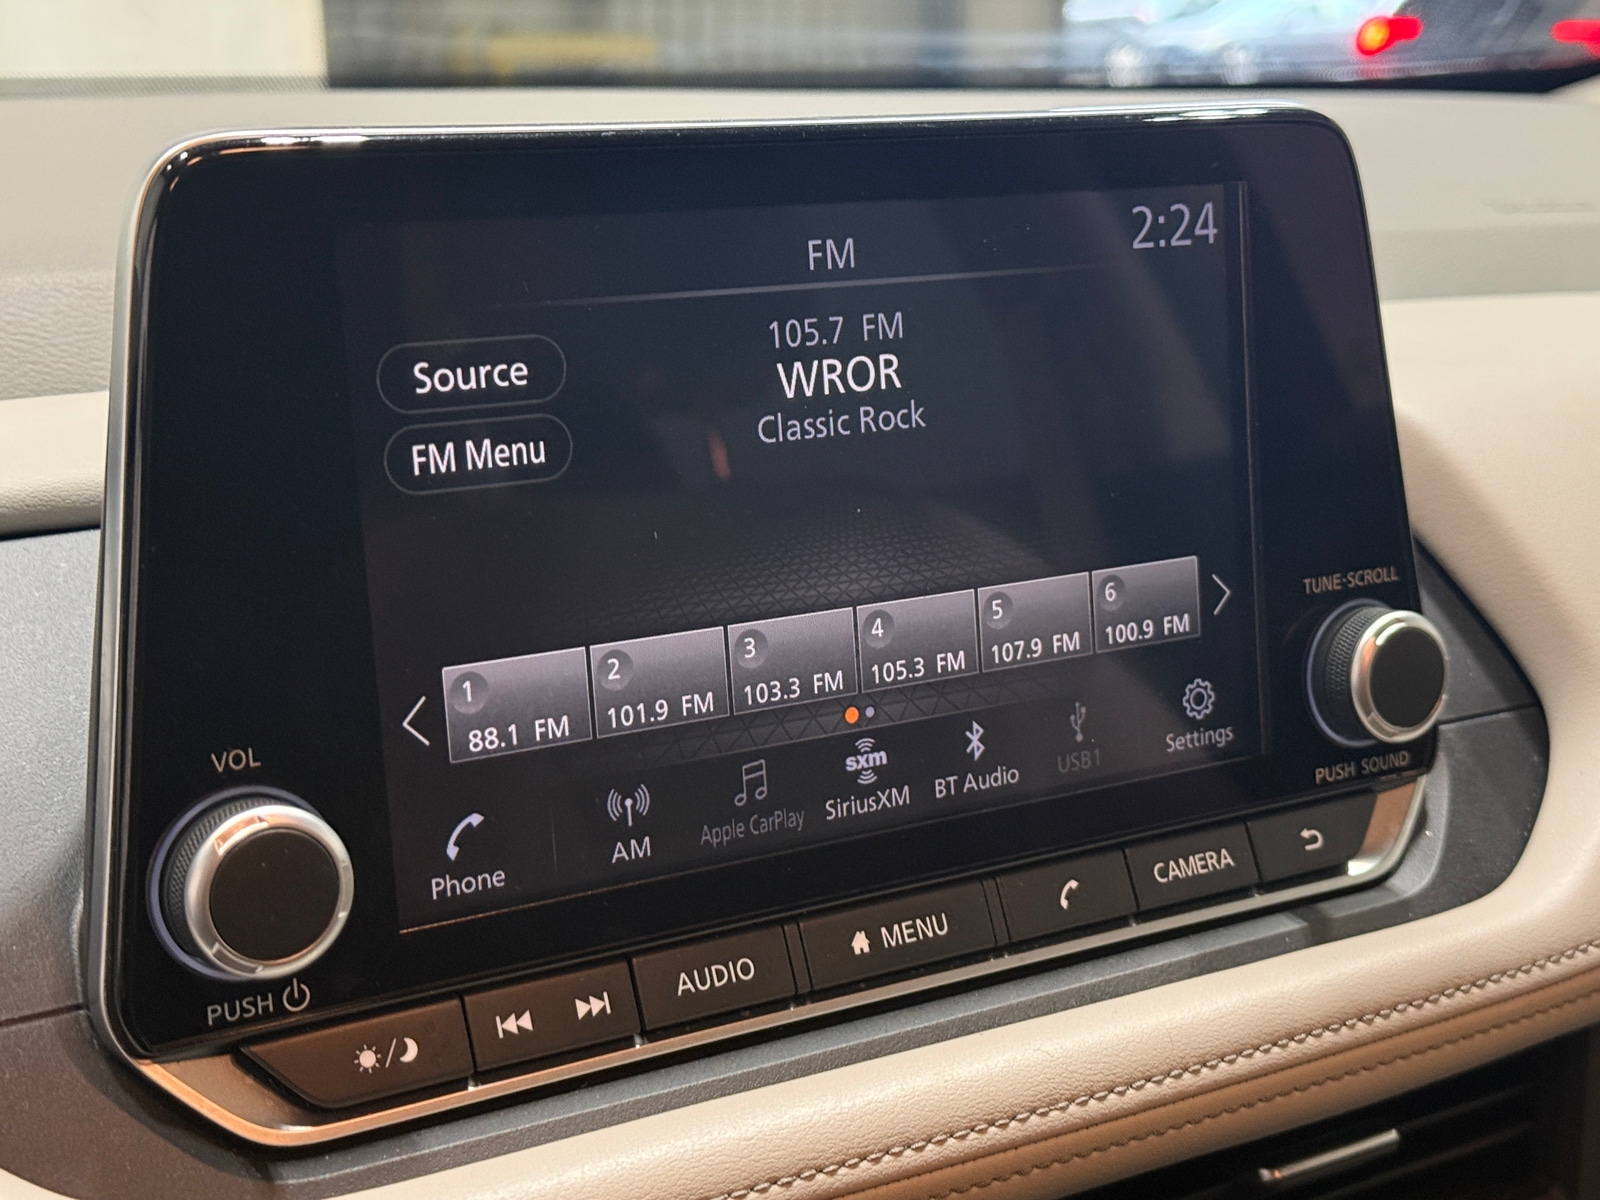 FM
2:24
105.7 FM
WROR
Classic Rock
Source
FM Menu
1
88.1 FM
2
101.9 FM
3
103.3 FM
4
105.3 FM
5
107.9 FM
6
100.9 FM
Phone
AM
Apple CarPlay
sxm
SiriusXM
BT Audio
USB1
Settings
VOL
PUSH
TUNE·SCROLL
PUSH SOUND
AUDIO
MENU
CAMERA